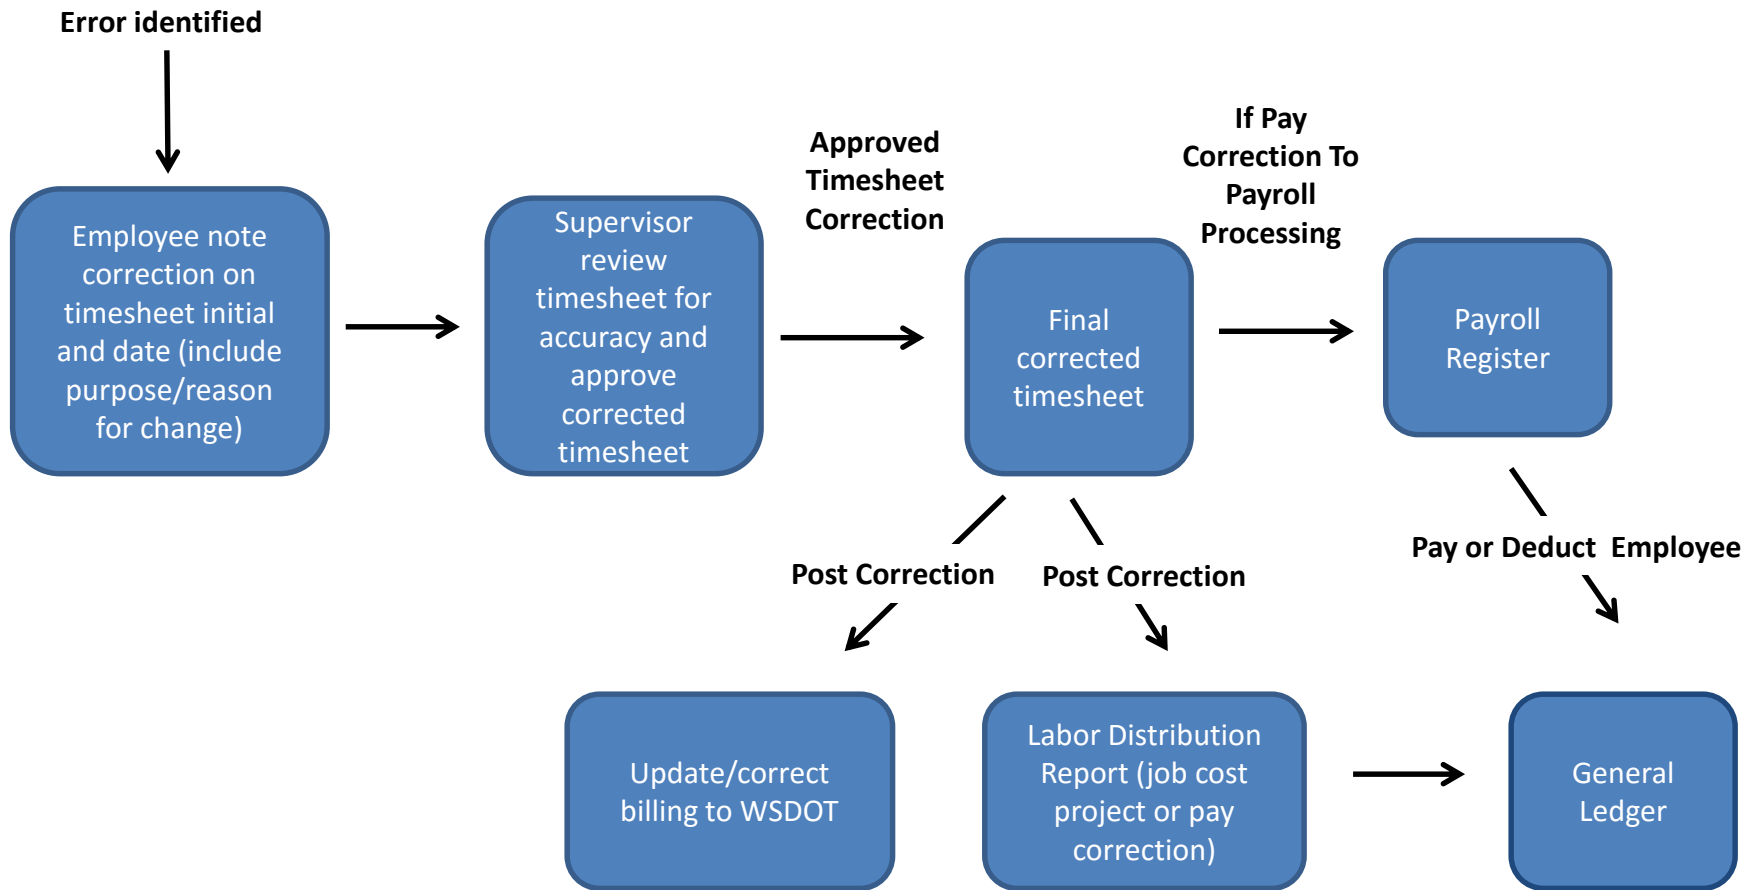 Error identified
Employee note
correction on
timesheet initial
and date (include
purpose/reason
for change)
Supervisor
review
timesheet for
accuracy and
approve
corrected
timesheet
Approved
Timesheet
Correction
Final
corrected
timesheet
If Pay
Correction To
Payroll
Processing
Payroll
Register
Post Correction
Post Correction
Pay or Deduct  Employee
Update/correct
billing to WSDOT
Labor Distribution
Report (job cost
project or pay
correction)
General
Ledger